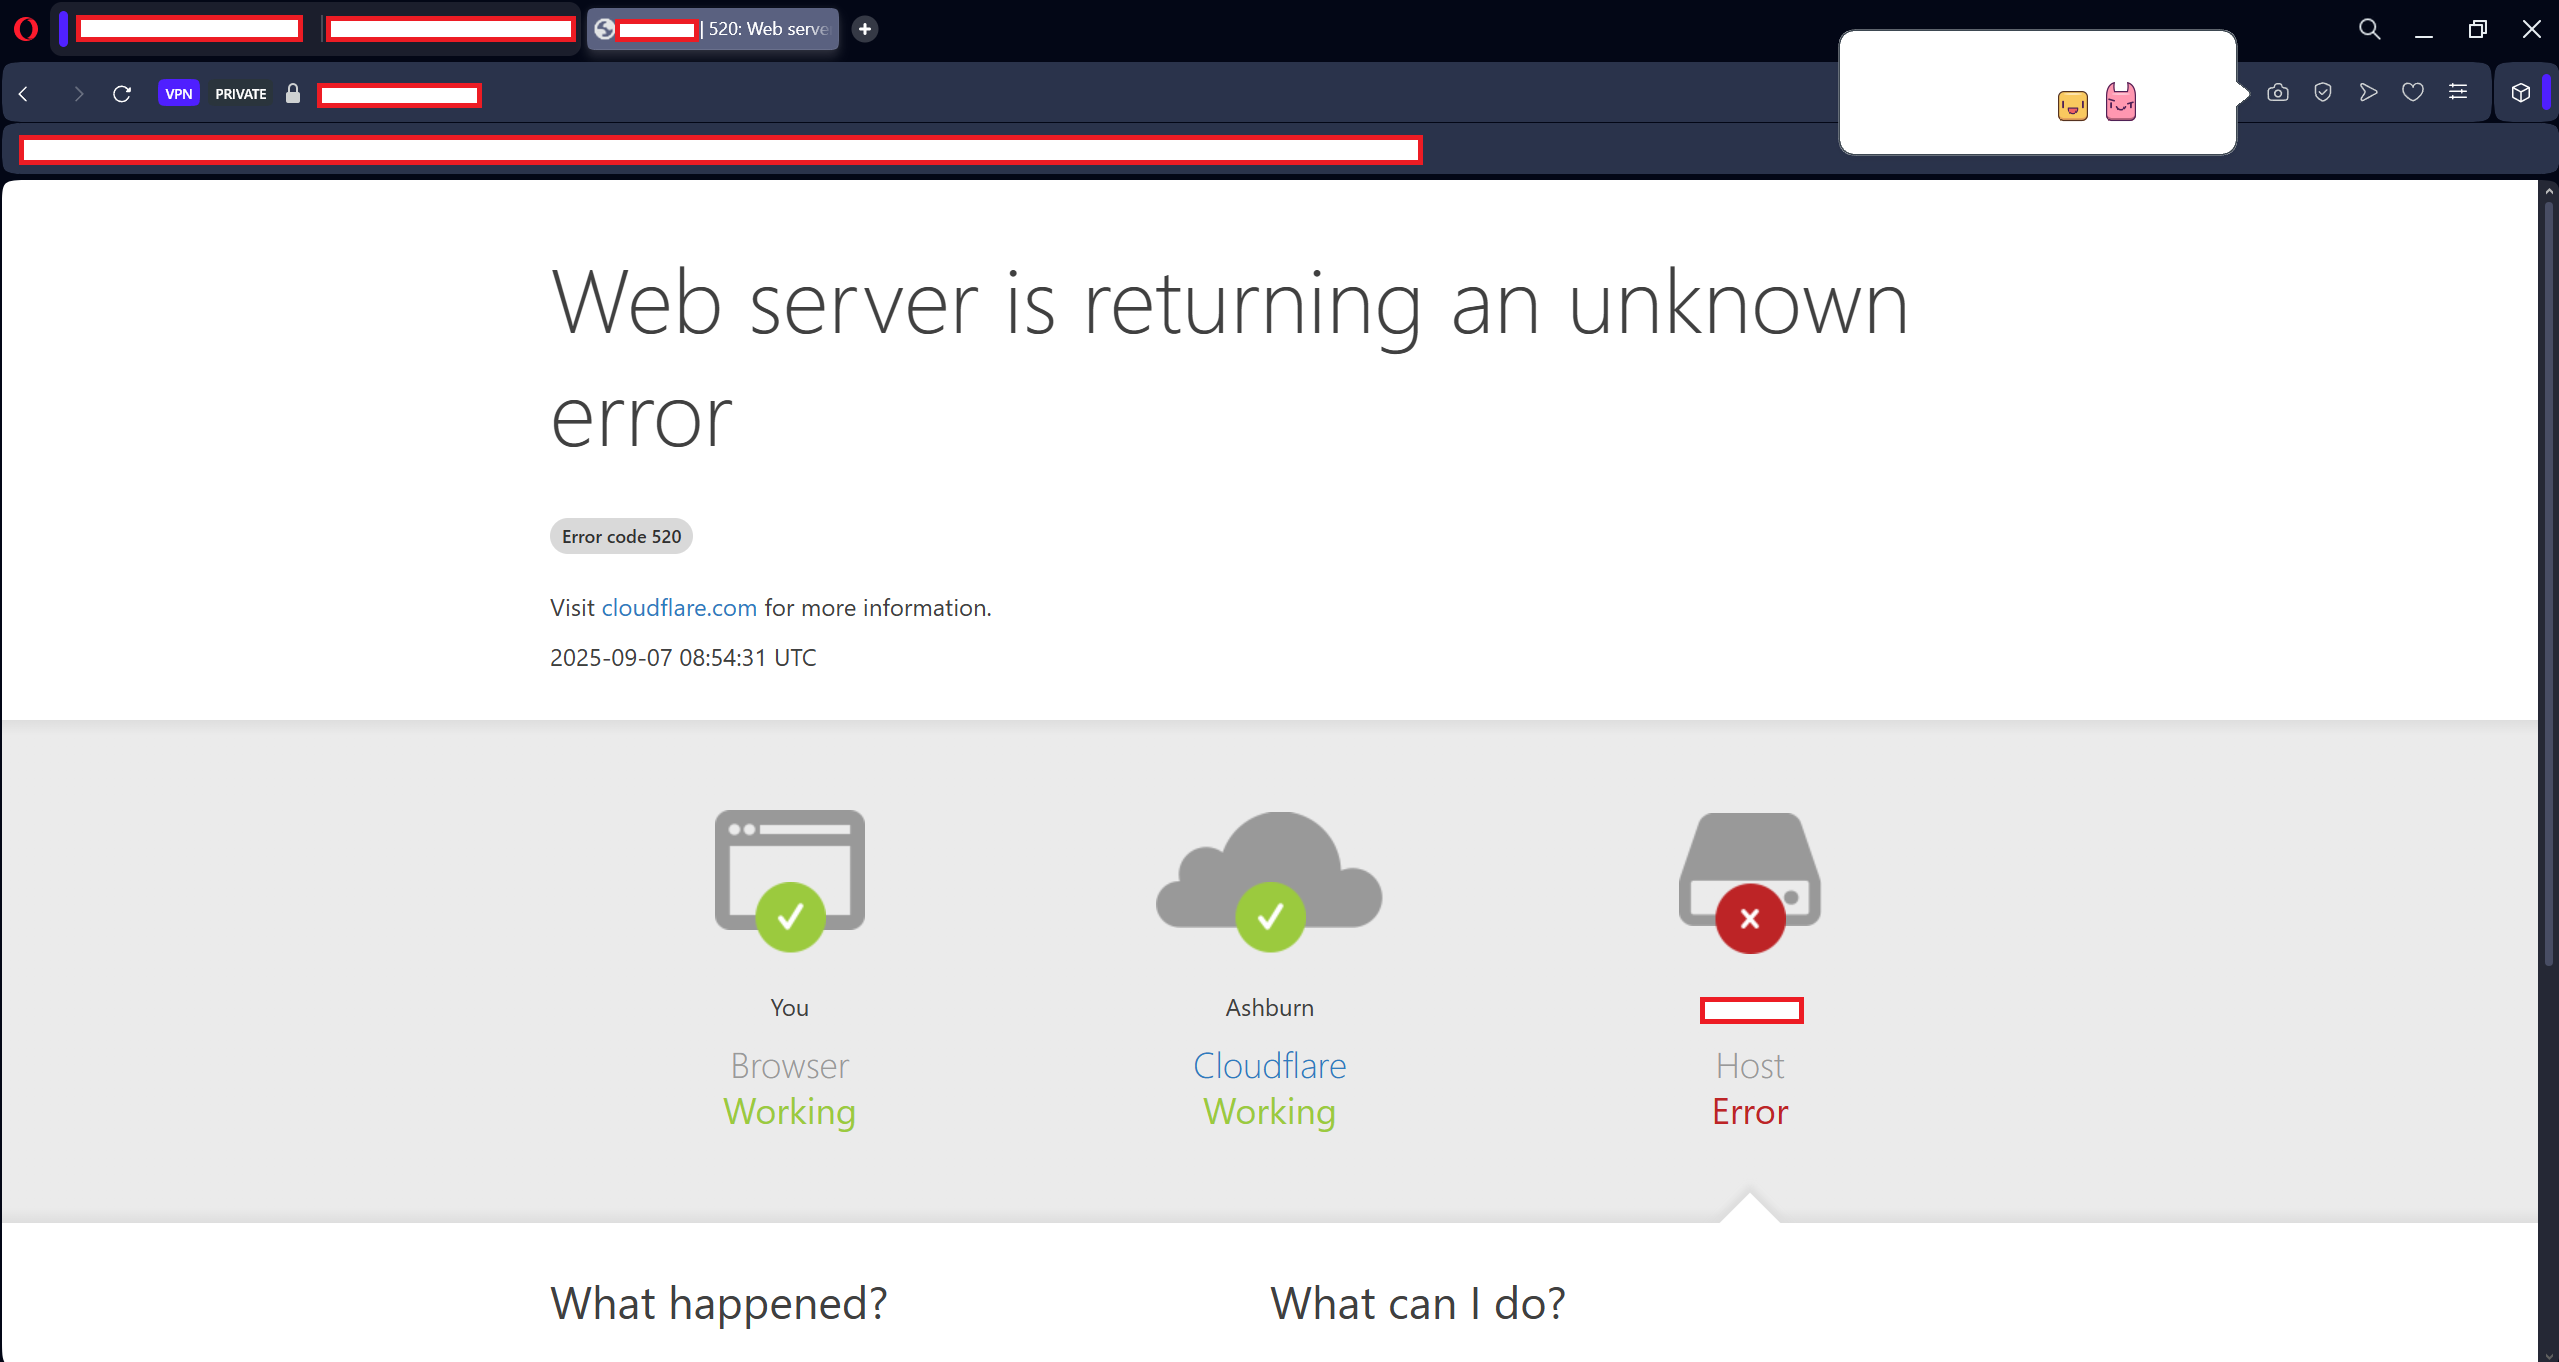 | 520: Web serve
VPN PRIVATE
Web server is returning an unknown
error
Error code 520
Visit cloudflare.com for more information.
2025-09-07 08:54:31 UTC
You
Browser
Working
Ashburn
Cloudflare
Working
Host
Error
What happened?
What can I do?